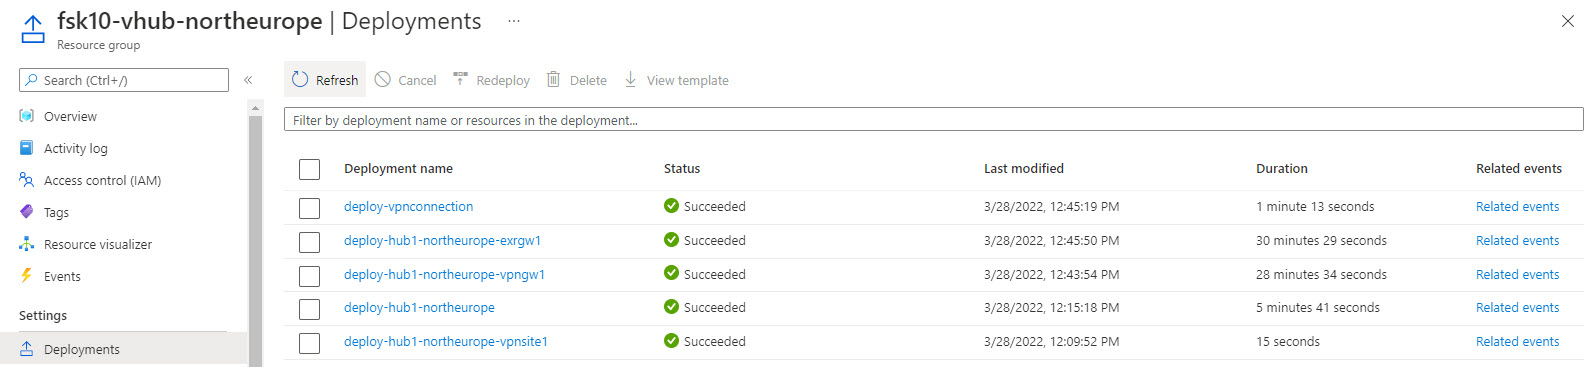 fsk10-vhub-northeurope | Deployments ...
Resource group
Search (Ctrl+/)
«
Refresh Cancel Redeploy Delete View template
Overview
Activity log
Access control (IAM)
Tags
Resource visualizer
Events
Settings
Deployments
Filter by deployment name or resources in the deployment...
Deployment name Status Last modified Duration Related events
deploy-vpnconnection Succeeded 3/28/2022, 12:45:19 PM 1 minute 13 seconds Related events
deploy-hub1-northeurope-exrgw1 Succeeded 3/28/2022, 12:45:50 PM 30 minutes 29 seconds Related events
deploy-hub1-northeurope-vpngw1 Succeeded 3/28/2022, 12:43:54 PM 28 minutes 34 seconds Related events
deploy-hub1-northeurope Succeeded 3/28/2022, 12:15:18 PM 5 minutes 41 seconds Related events
deploy-hub1-northeurope-vpnsite1 Succeeded 3/28/2022, 12:09:52 PM 15 seconds Related events